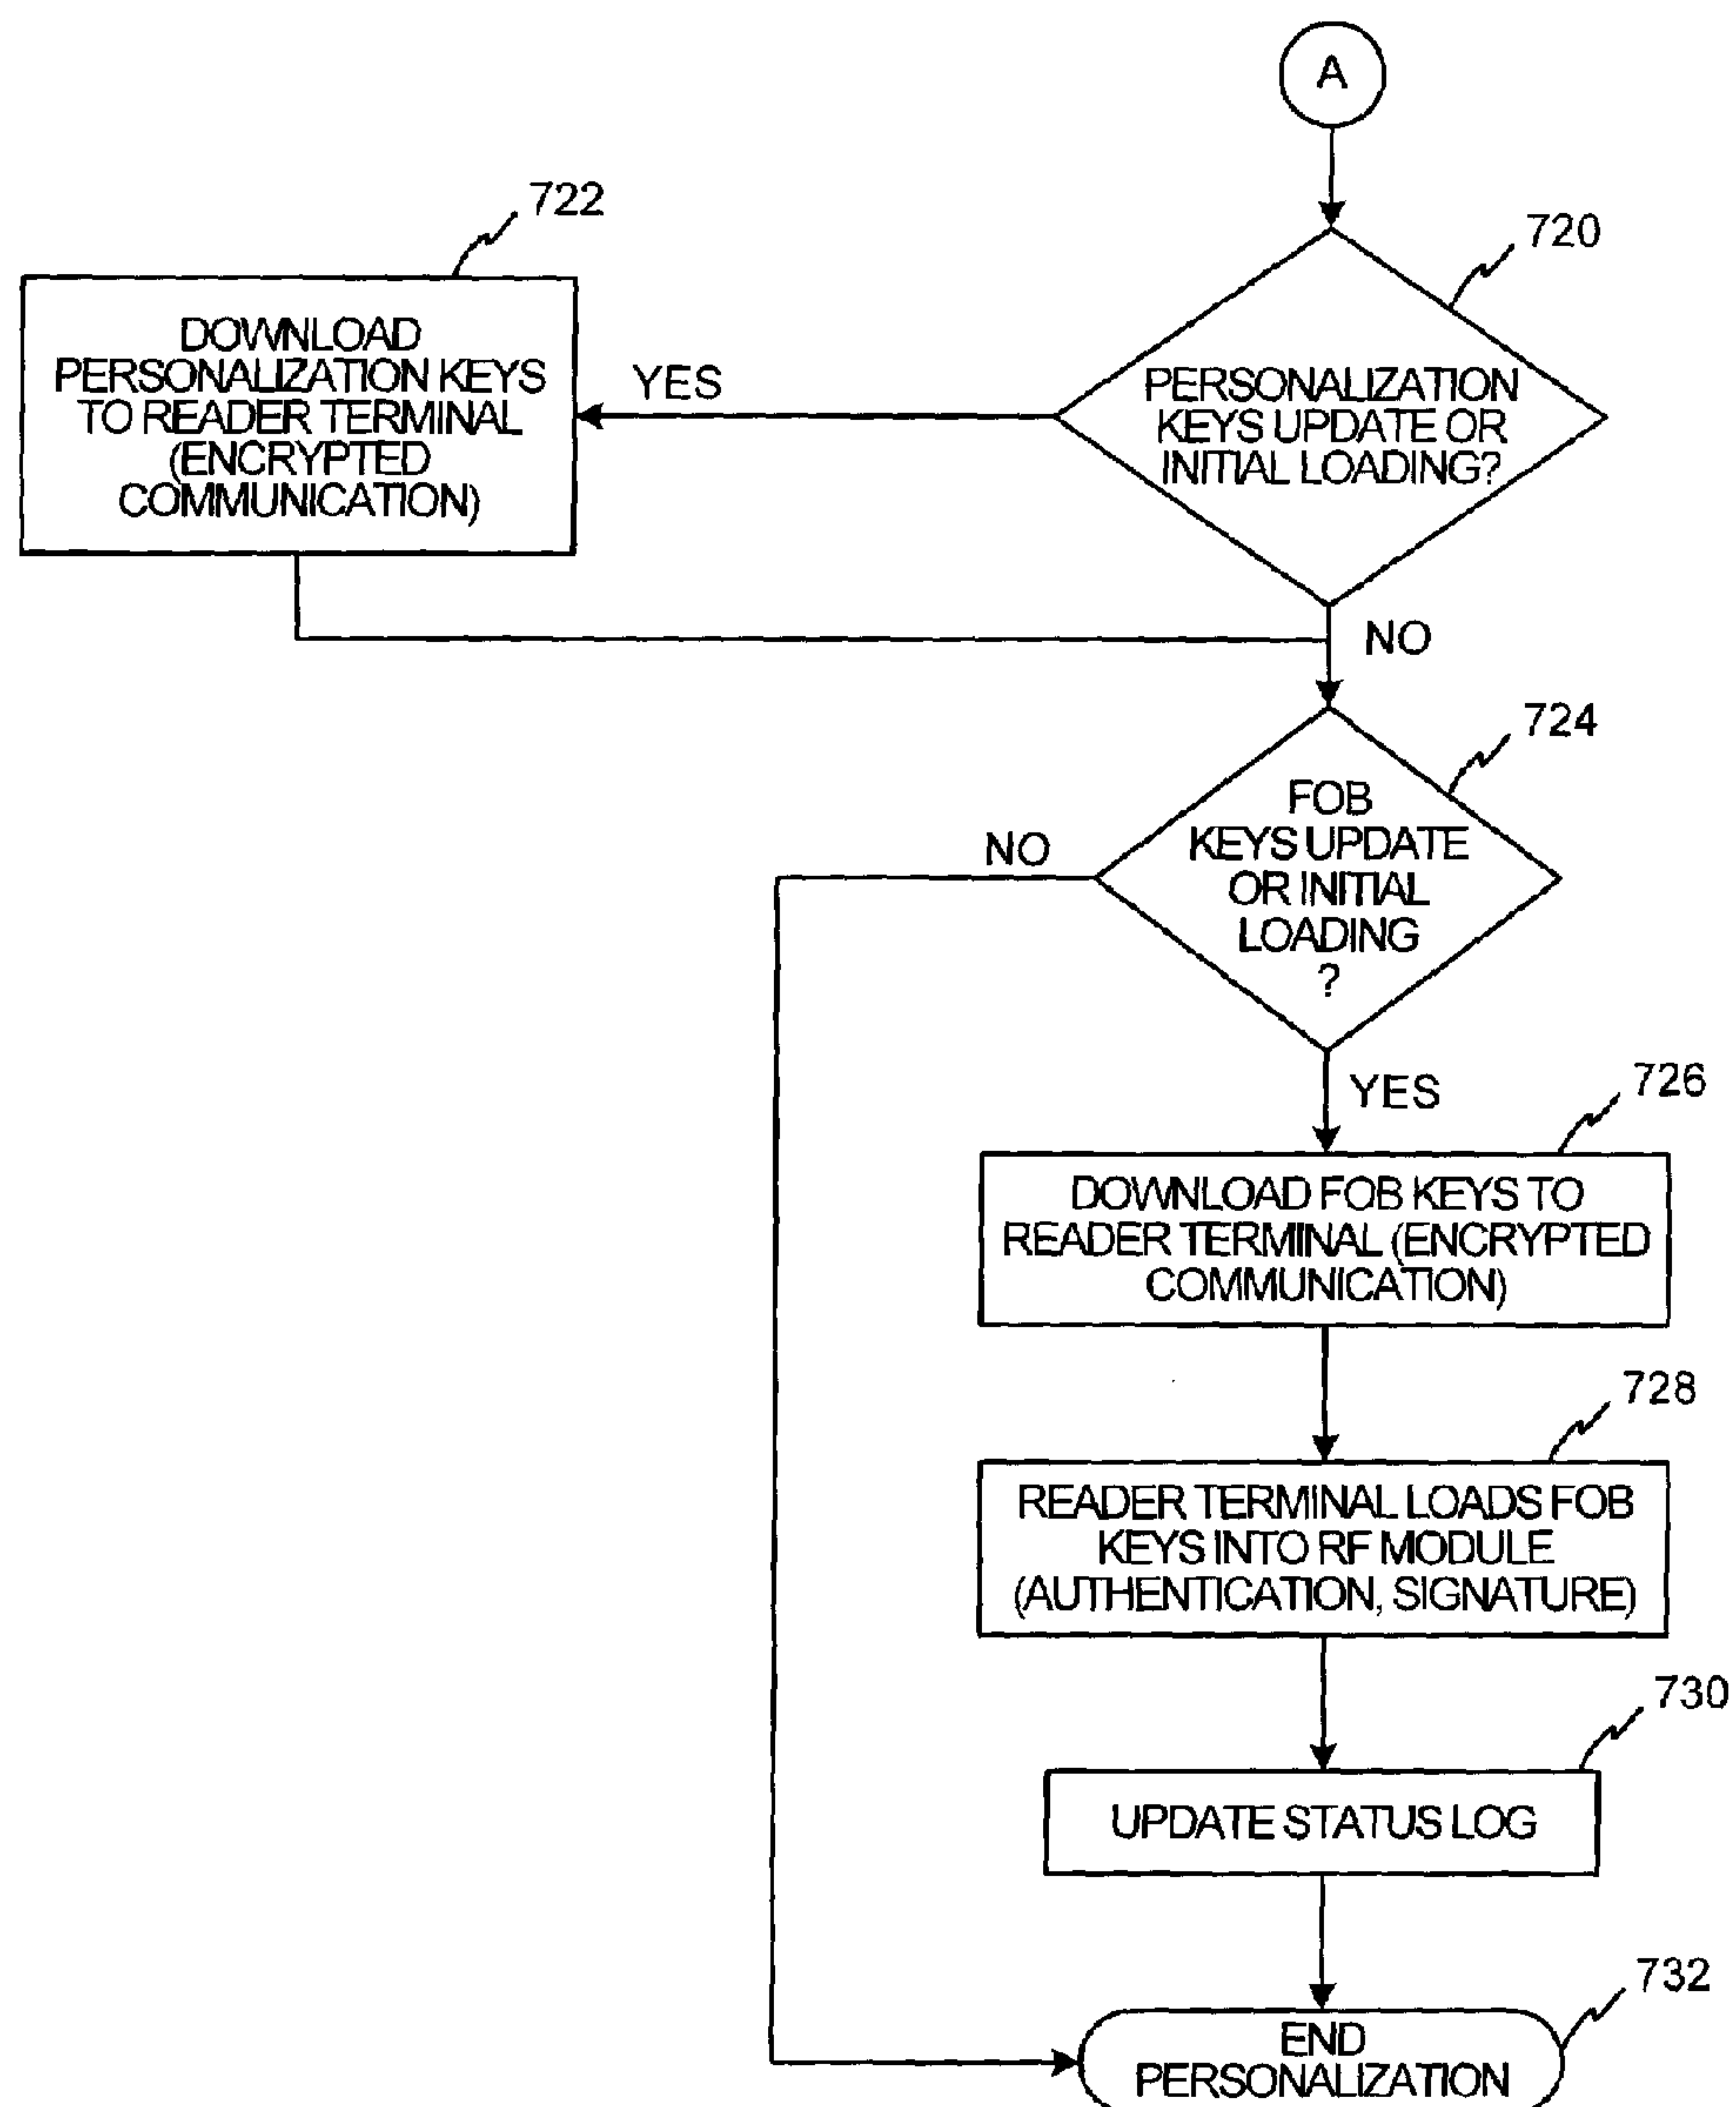 A
722
720
DOWNLOAD
PERSONALIZATION KEYS
TO READER TERMINAL
(ENCRYPTED
COMMUNICATION)
YES
PERSONALIZATION
KEYS UPDATE OR
INITIAL LOADING?
NO
724
FOB
KEYS UPDATE
OR INITIAL
LOADING
?
NO
YES
726
DOWNLOAD FOB KEYS TO
READER TERMINAL (ENCRYPTED
COMMUNICATION)
728
READER TERMINAL LOADS FOB
KEYS INTO RF MODULE
(AUTHENTICATION, SIGNATURE)
730
UPDATE STATUS LOG
732
END
PERSONALIZATION